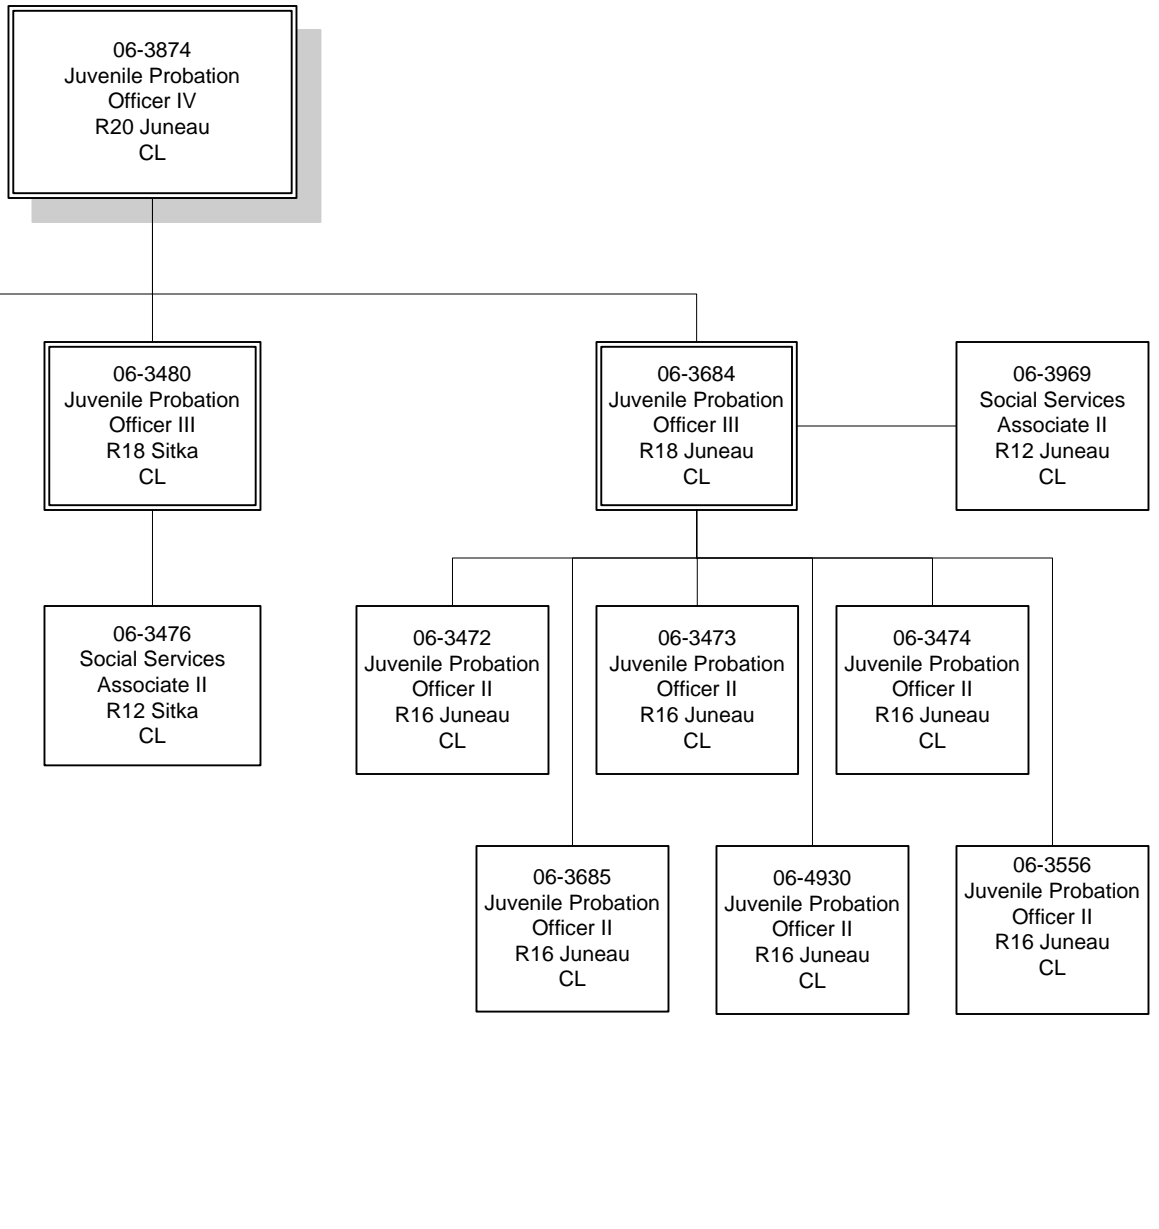 06-3874
Juvenile Probation
Officer IV
R20 Juneau
CL
06-3480
Juvenile Probation
Officer III
R18 Sitka
CL
06-3684
Juvenile Probation
Officer III
R18 Juneau
CL
06-3969
Social Services
Associate II
R12 Juneau
CL
06-3476
Social Services
Associate II
R12 Sitka
CL
06-3472
Juvenile Probation
Officer II
R16 Juneau
CL
06-3473
Juvenile Probation
Officer II
R16 Juneau
CL
06-3474
Juvenile Probation
Officer II
R16 Juneau
CL
06-3685
Juvenile Probation
Officer II
R16 Juneau
CL
06-4930
Juvenile Probation
Officer II
R16 Juneau
CL
06-3556
Juvenile Probation
Officer II
R16 Juneau
CL